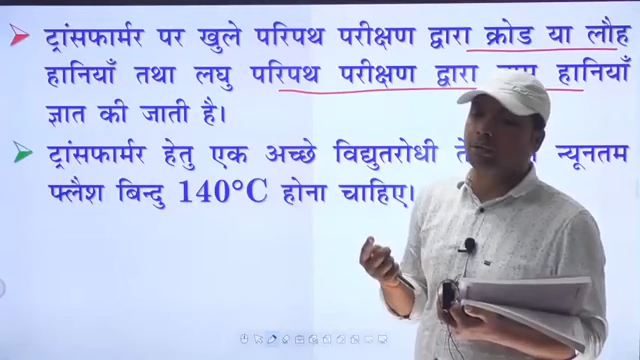 ट्रांसफार्मर पर खुले परिपथ परीक्षण द्वारा क्रोड या लौह
हानियाँ तथा लघु परिपथ परीक्षण द्वारा हानियाँ
ज्ञात की जाती है।
ट्रांसफार्मर हेतु एक अच्छे विद्युतरोधी न्यूनतम
फ्लैश बिन्दु 140°C होना चाहिए।